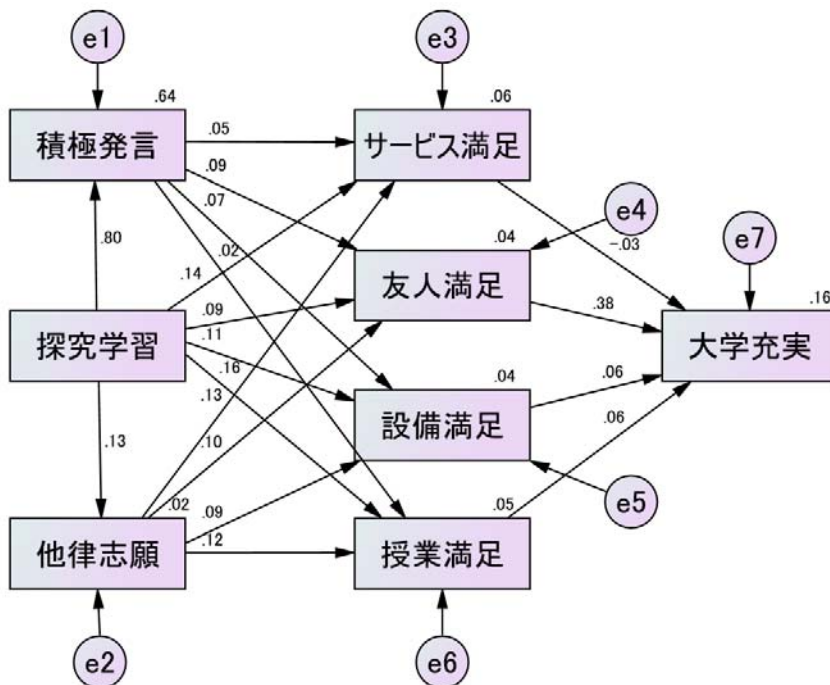 e1
e3
.64
.06
積極発言
.05
サービス満足
.09
.07
e4
.80
.02
.04
-.03
e7
.14
友人満足
.38
.16
探究学習
.09
.11
大学充実
.16
.13
.04
.06
.13
.10
設備満足
.06
.02
.09
.05
e5
他律志願
.12
授業満足
e2
e6